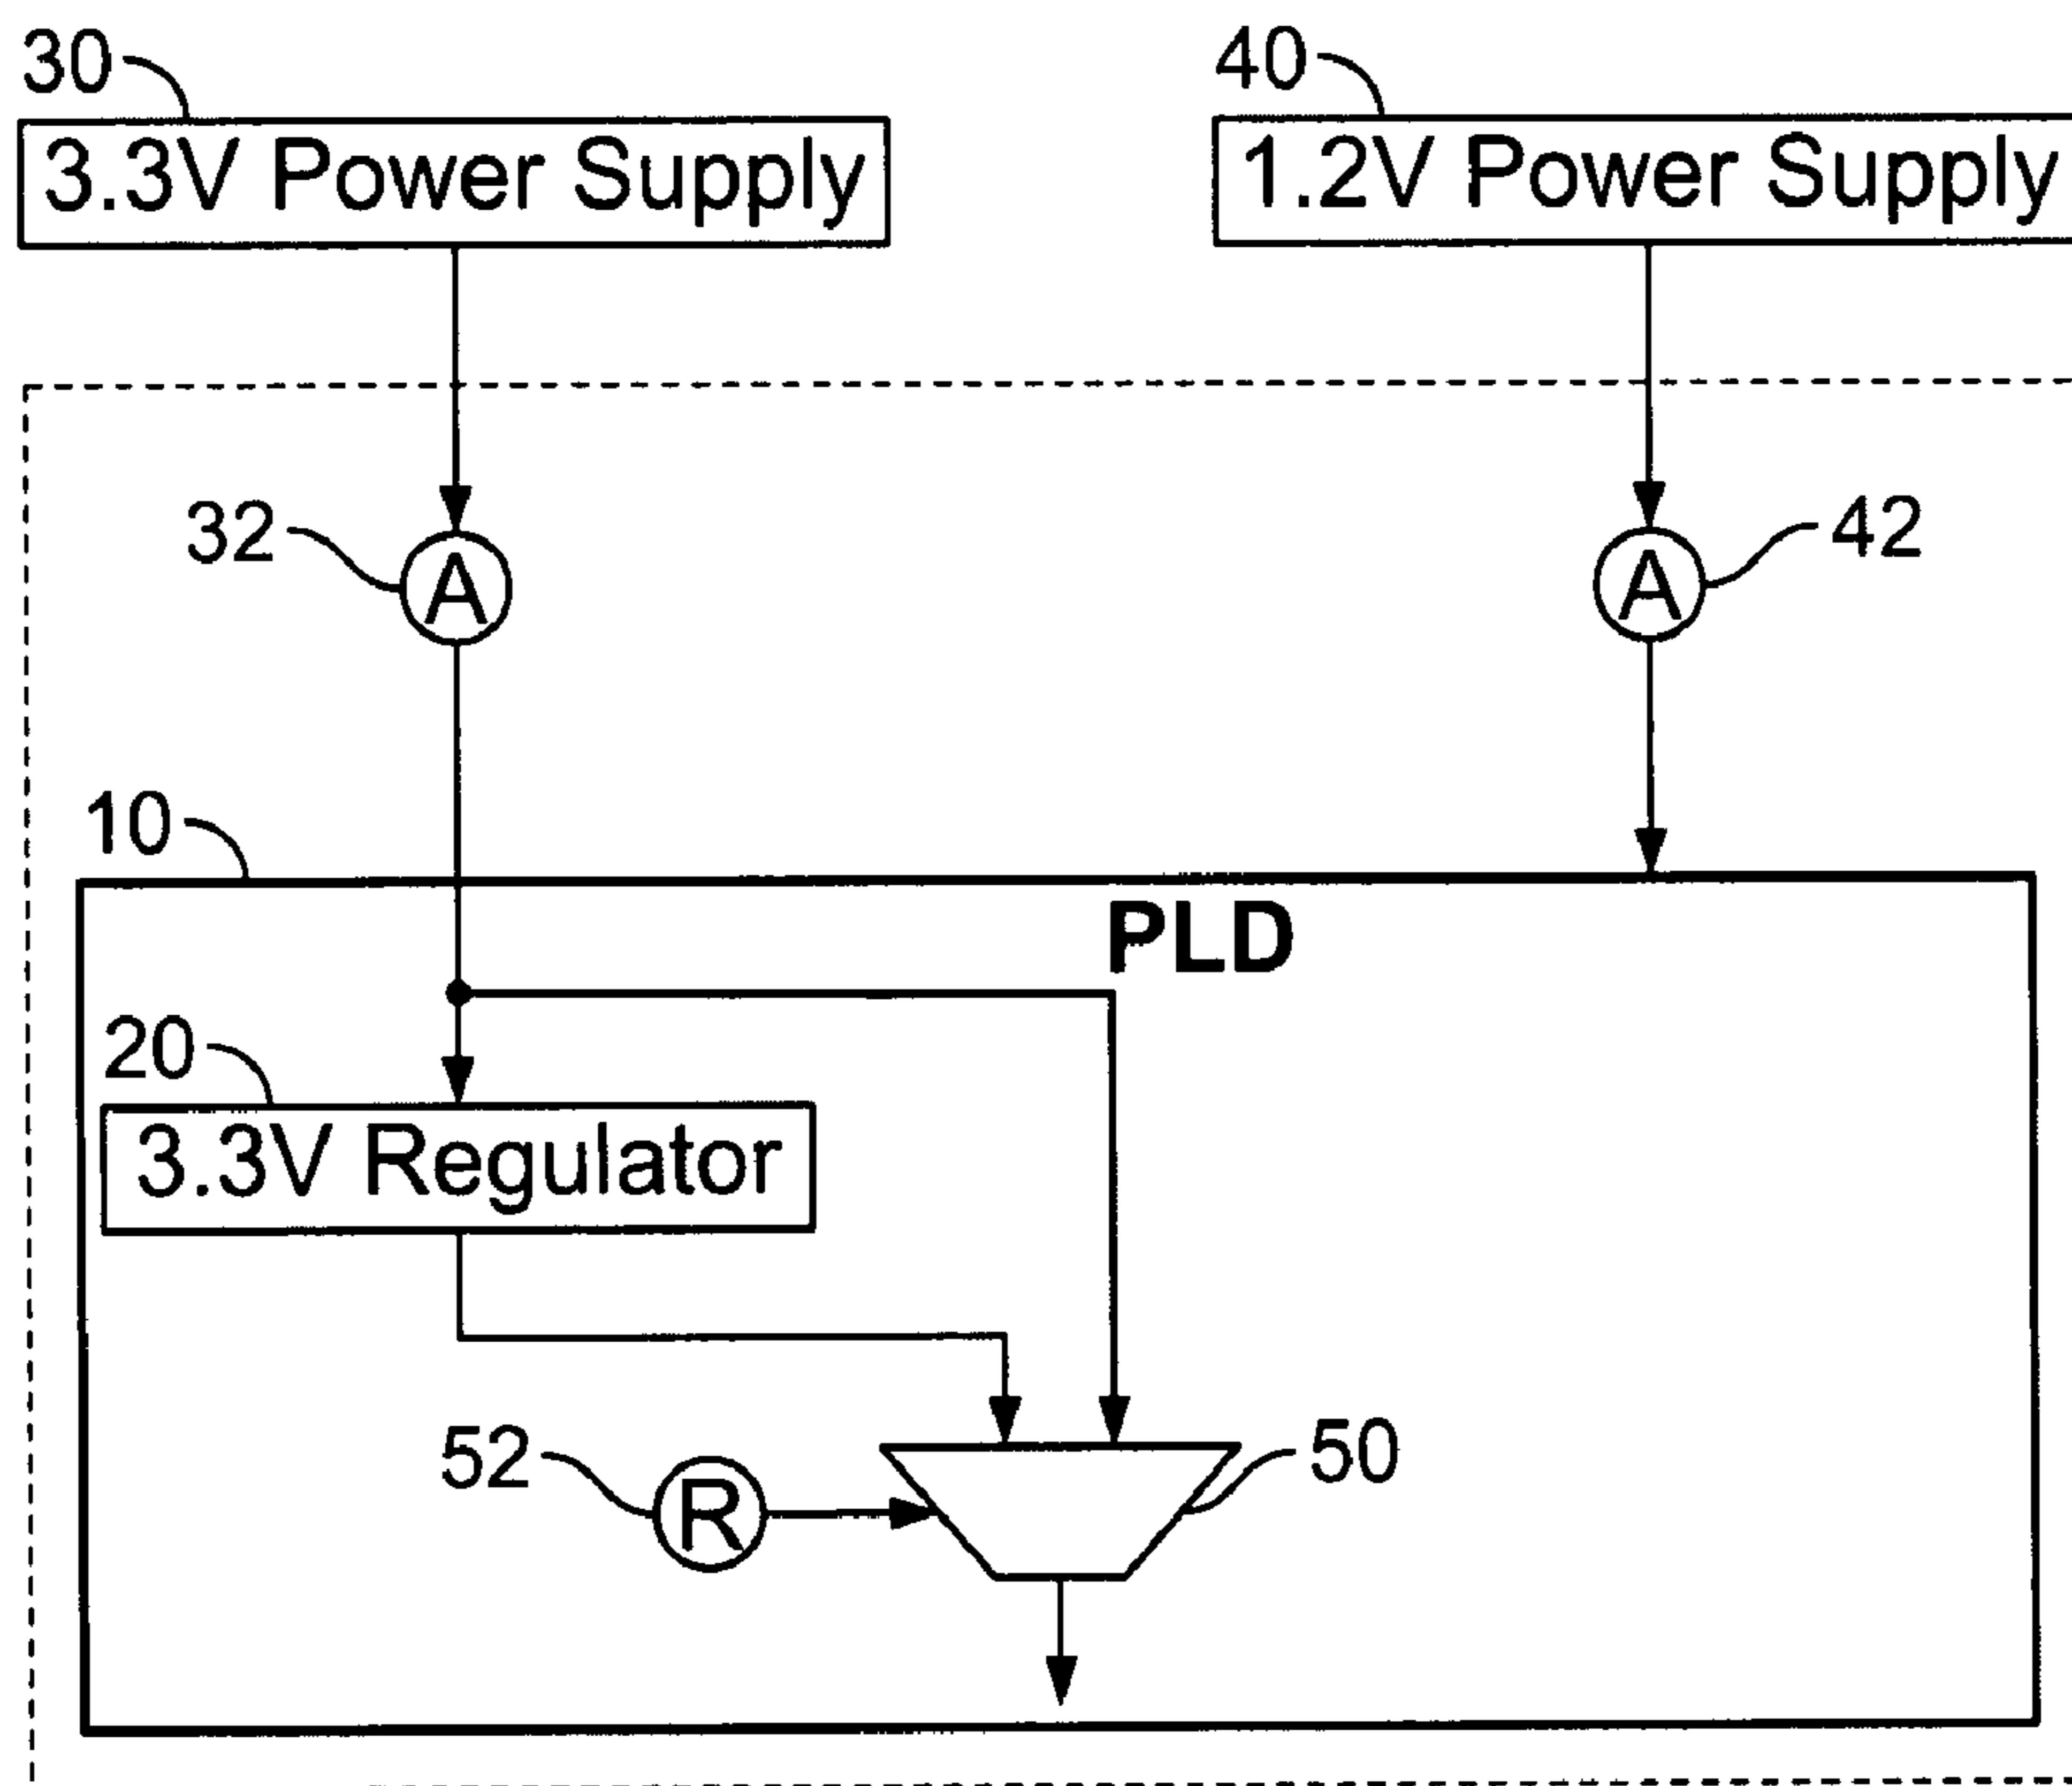 30
40
3.3V Power Supply
1.2V Power Supply
32
A
A
42
10
PLD
20
3.3V Regulator
52
R
50